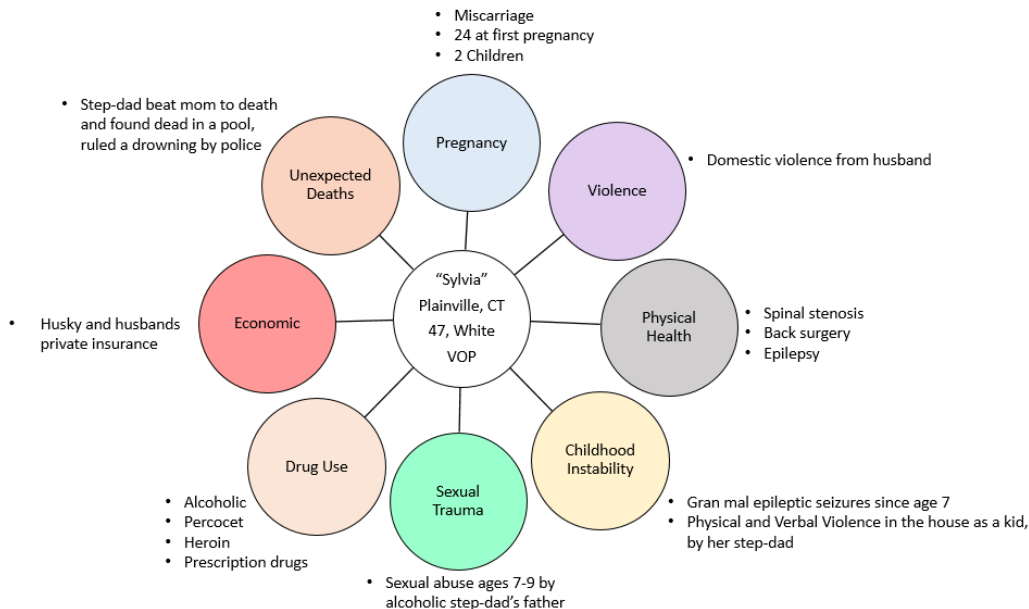 • Miscarriage
• 24 at first pregnancy
• 2 Children
Pregnancy
• Step-dad beat mom to death
and found dead in a pool,
ruled a drowning by police
Unexpected
Deaths
Violence
• Domestic violence from husband
"Sylvia"
Plainville, CT
47, White
VOP
Economic
• Husky and husbands
private insurance
Physical
Health
• Spinal stenosis
• Back surgery
• Epilepsy
Drug Use
• Alcoholic
• Percocet
• Heroin
• Prescription drugs
Sexual
Trauma
• Sexual abuse ages 7-9 by
alcoholic step-dad's father
Childhood
Instability
• Gran mal epileptic seizures since age 7
• Physical and Verbal Violence in the house as a kid,
by her step-dad